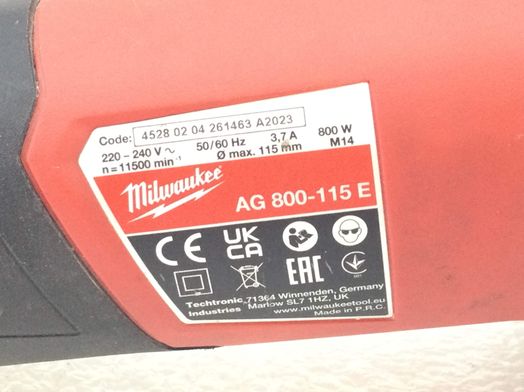 Code: 4528 02 04 261463 A2023
220 – 240 V ~ 50/60 Hz 3,7 A 800 W
n = 11500 min⁻¹ Ø max. 115 mm M14
Milwaukee
AG 800-115 E
CE UK CA EAC
Techtronic 71364 Winnenden, Germany
Industries Marlow SL7 1HZ, UK
www.milwaukeetool.eu
Made in P.R.C.